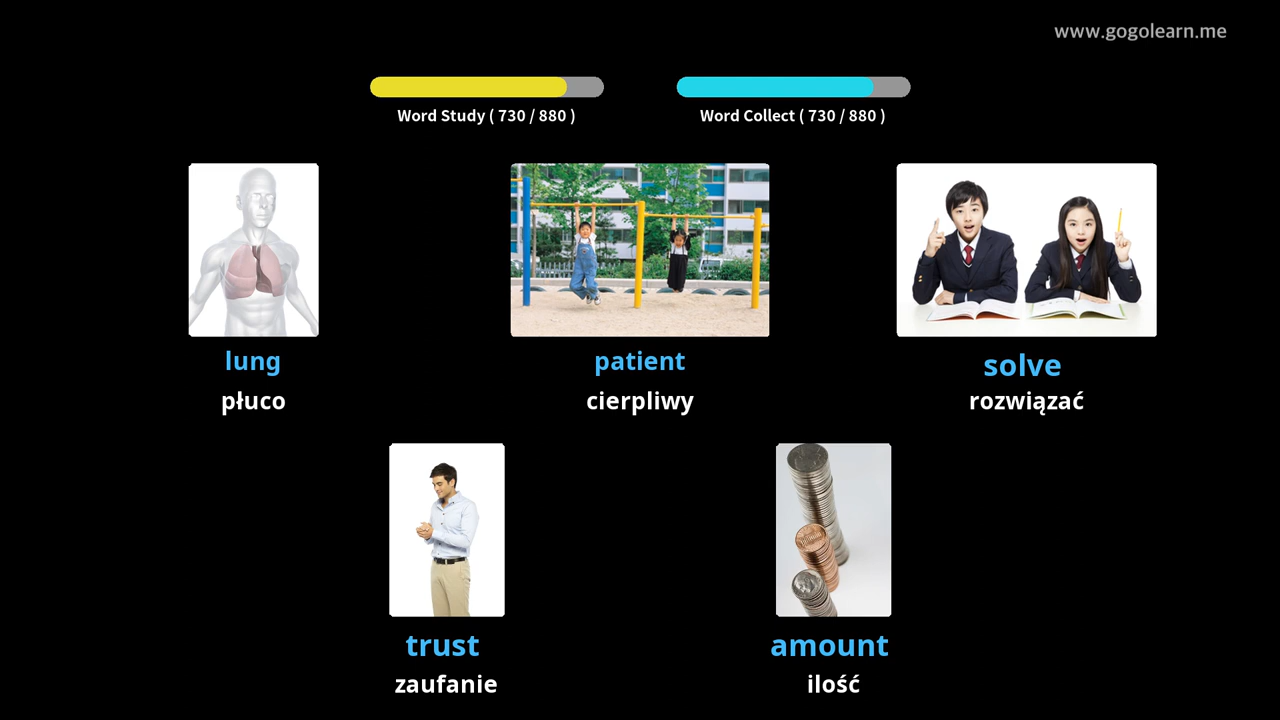 www.gogolearn.me
Word Study ( 730 / 880 )
Word Collect ( 730 / 880 )
lung
płuco
patient
cierpliwy
solve
rozwiązać
trust
zaufanie
amount
ilość